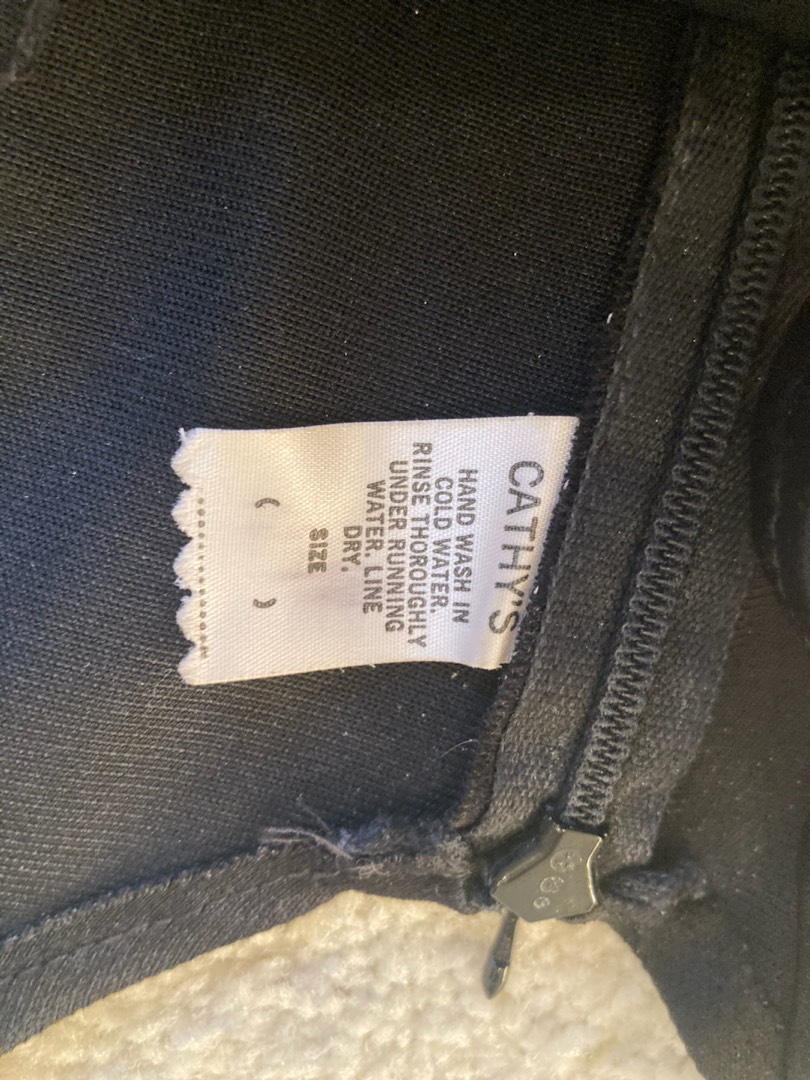 CATHY'S
HAND WASH IN
COLD WATER.
RINSE THOROUGHLY
UNDER RUNNING
WATER. LINE
DRY.
SIZE
( )